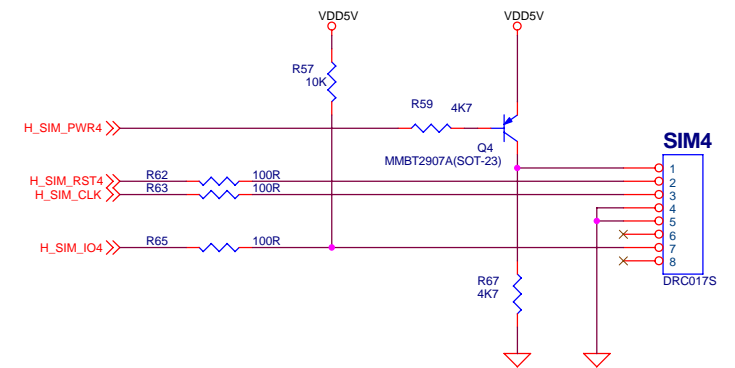 VDD5V
VDD5V
R57
10K
R59
4K7
H_SIM_PWR4
Q4
MMBT2907A(SOT-23)
SIM4
1
H_SIM_RST4
R62
100R
2
H_SIM_CLK
R63
100R
3
4
5
6
H_SIM_IO4
R65
100R
7
8
R67
4K7
DRC017S